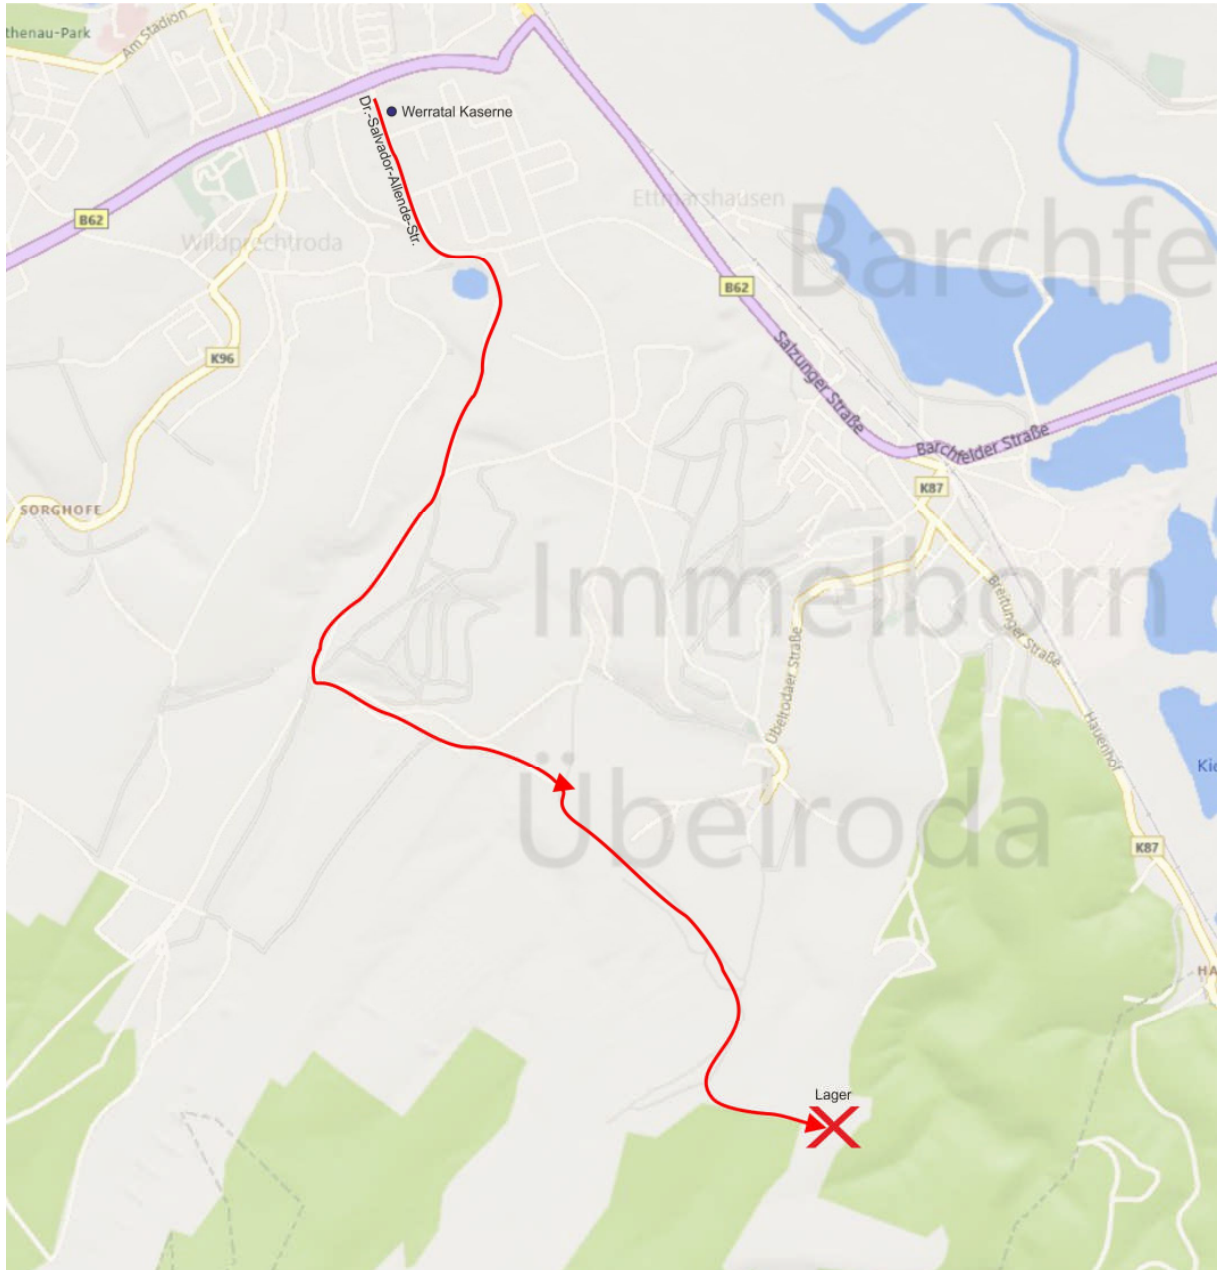 thenau-Park
Am Stadion
Werratal Kaserne
Dr.-Salvador-Allende-Str.
Ettmarshausen
B62
Wildprechtroda
Barchfe
B62
K96
Salzunger Straße
Barchfelder Straße
K87
SORGHOFE
Immelborn
Breitunger Straße
Übelrodaer Straße
Hauenhof
Kie
Übelroda
K87
HA
Lager